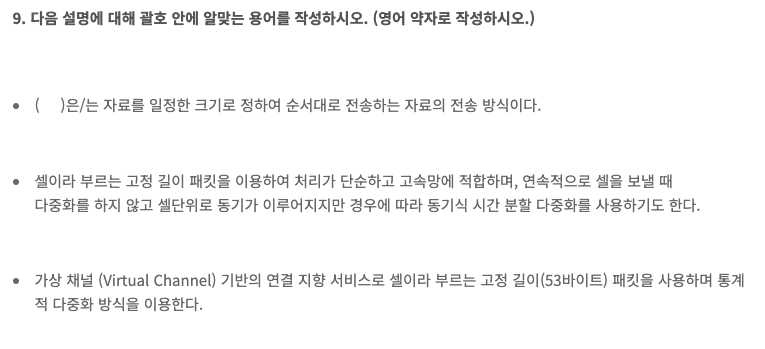 9. 다음 설명에 대해 괄호 안에 알맞는 용어를 작성하시오. (영어 약자로 작성하시오.)
• (     )은/는 자료를 일정한 크기로 정하여 순서대로 전송하는 자료의 전송 방식이다.
• 셀이라 부르는 고정 길이 패킷을 이용하여 처리가 단순하고 고속망에 적합하며, 연속적으로 셀을 보낼 때
다중화를 하지 않고 셀단위로 동기가 이루어지지만 경우에 따라 동기식 시간 분할 다중화를 사용하기도 한다.
• 가상 채널 (Virtual Channel) 기반의 연결 지향 서비스로 셀이라 부르는 고정 길이(53바이트) 패킷을 사용하며 통계
적 다중화 방식을 이용한다.